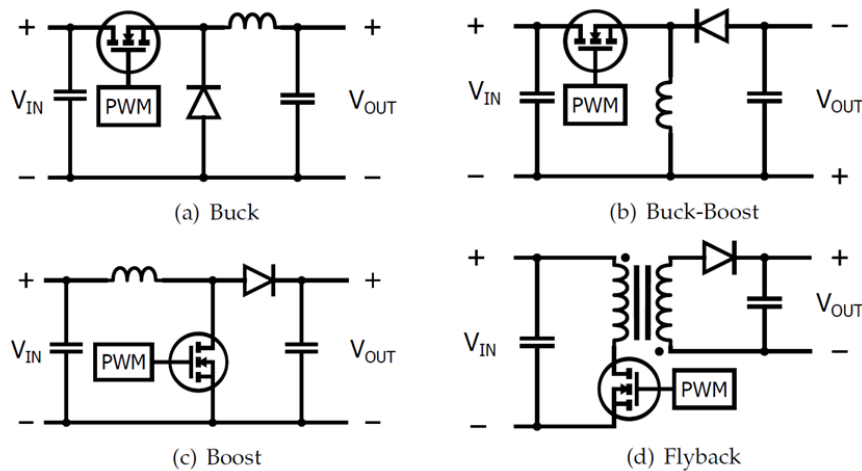 + +
V_IN PWM V_OUT
− −
(a) Buck
+ −
V_IN PWM V_OUT
− +
(b) Buck-Boost
+ +
V_IN PWM V_OUT
− −
(c) Boost
+ +
V_IN V_OUT
−
PWM
−
(d) Flyback